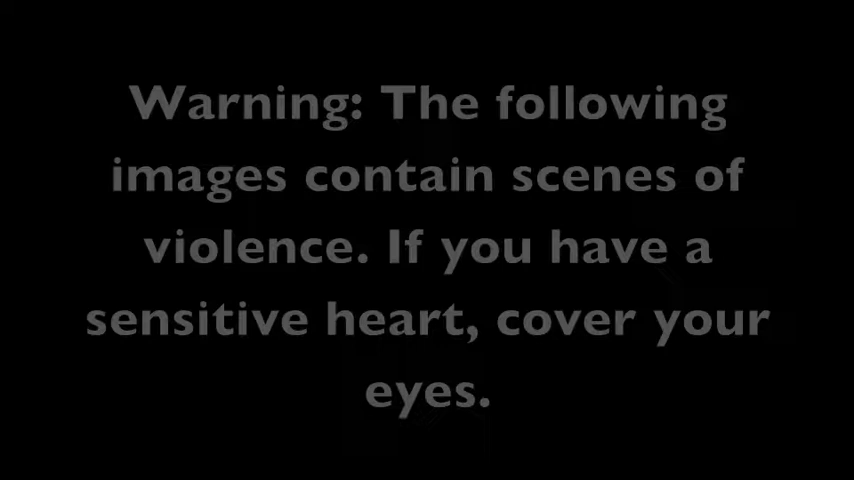 Warning: The following
images contain scenes of
violence. If you have a
sensitive heart, cover your
eyes.